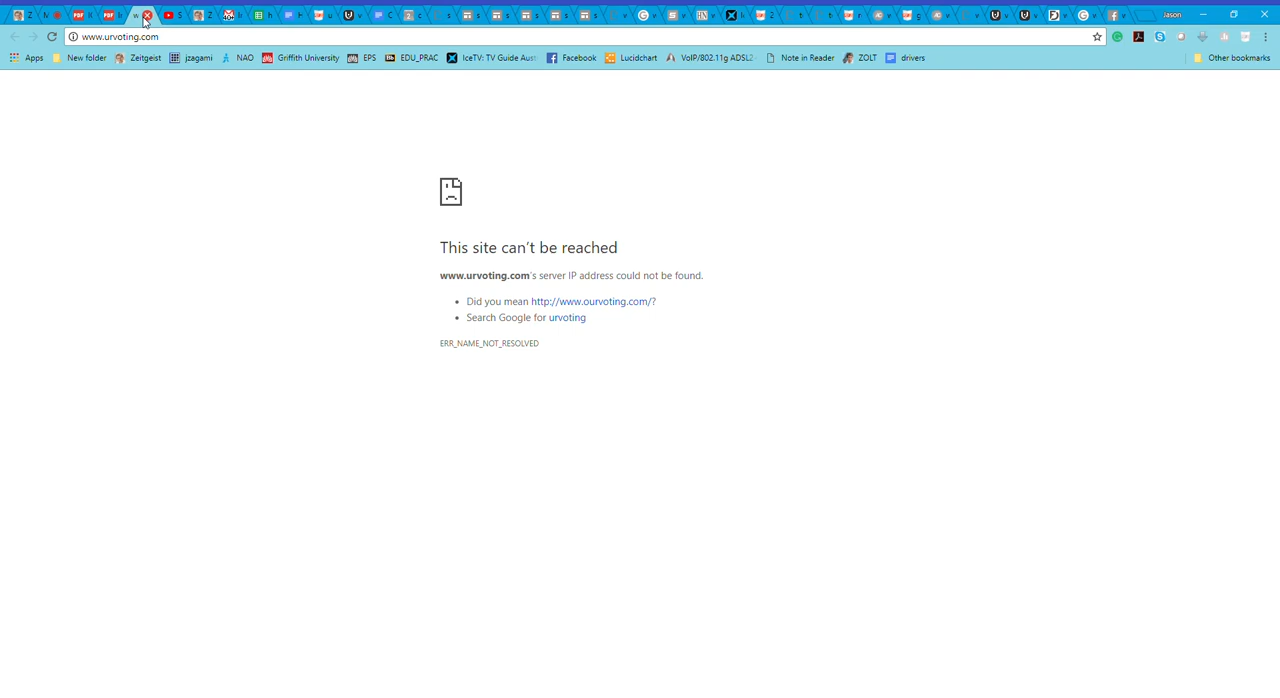 Jason
www.urvoting.com
Apps New folder Zeitgeist jzagami NAO Griffith University EPS EDU_PRAC IceTV: TV Guide Aus Facebook Lucidchart VoIP/802.11g ADSL2 Note in Reader ZOLT drivers Other bookmarks
This site can't be reached
www.urvoting.com's server IP address could not be found.
• Did you mean http://www.ourvoting.com/?
• Search Google for urvoting
ERR_NAME_NOT_RESOLVED